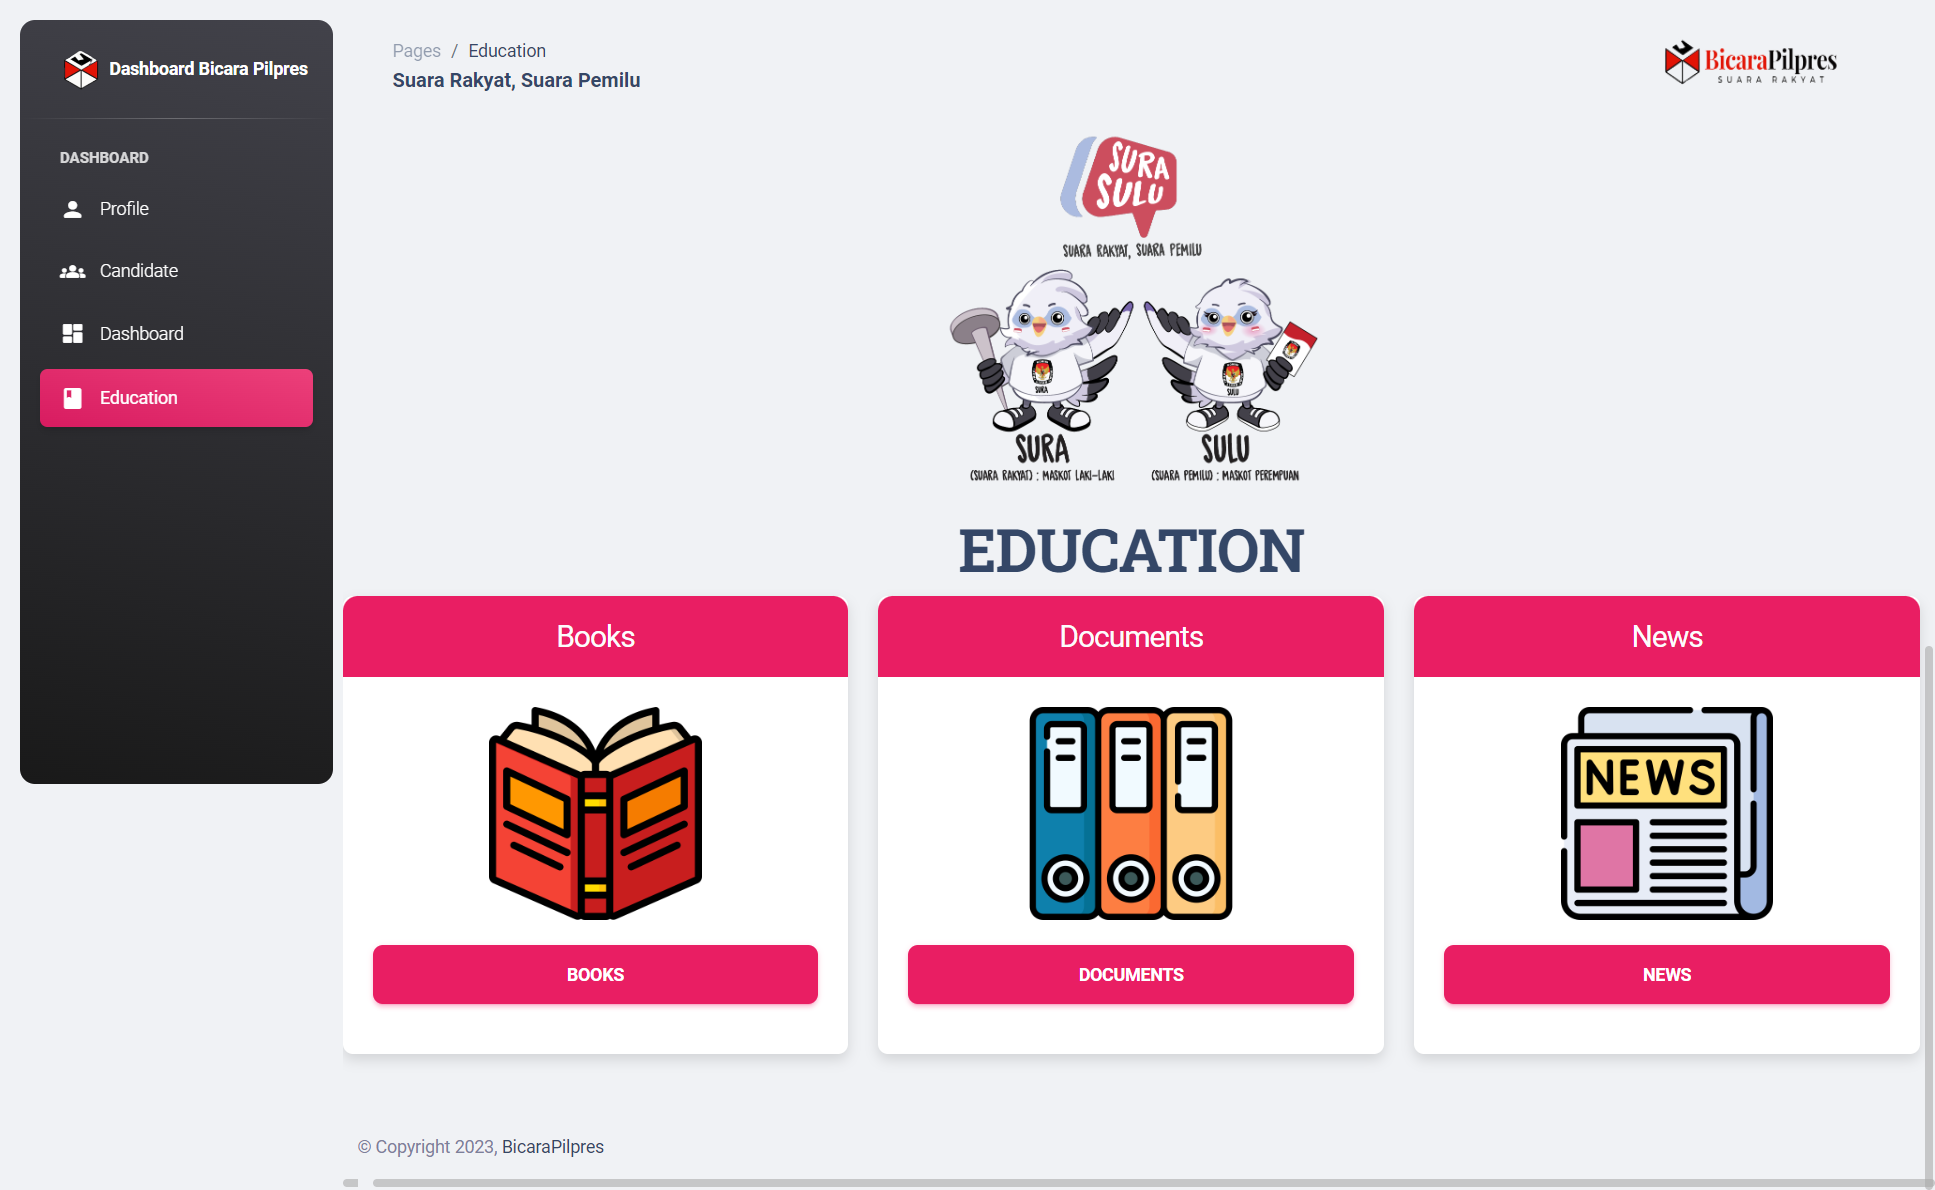 Dashboard Bicara Pilpres
DASHBOARD
Profile
Candidate
Dashboard
Education
Pages / Education
Suara Rakyat, Suara Pemilu
BicaraPilpres
SUARA RAKYAT
SURA
SULU
SUARA RAKYAT, SUARA PEMILU
SURA
SULU
SURA
(SUARA RAKYAT) : MASKOT LAKI-LAKI
SULU
(SUARA PEMILU) : MASKOT PEREMPUAN
EDUCATION
Books
BOOKS
Documents
DOCUMENTS
News
NEWS
NEWS
© Copyright 2023, BicaraPilpres